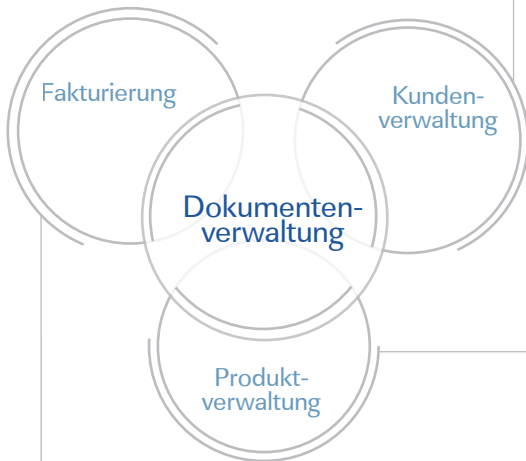 Fakturierung
Kunden-
verwaltung
Dokumenten-
verwaltung
Produkt-
verwaltung